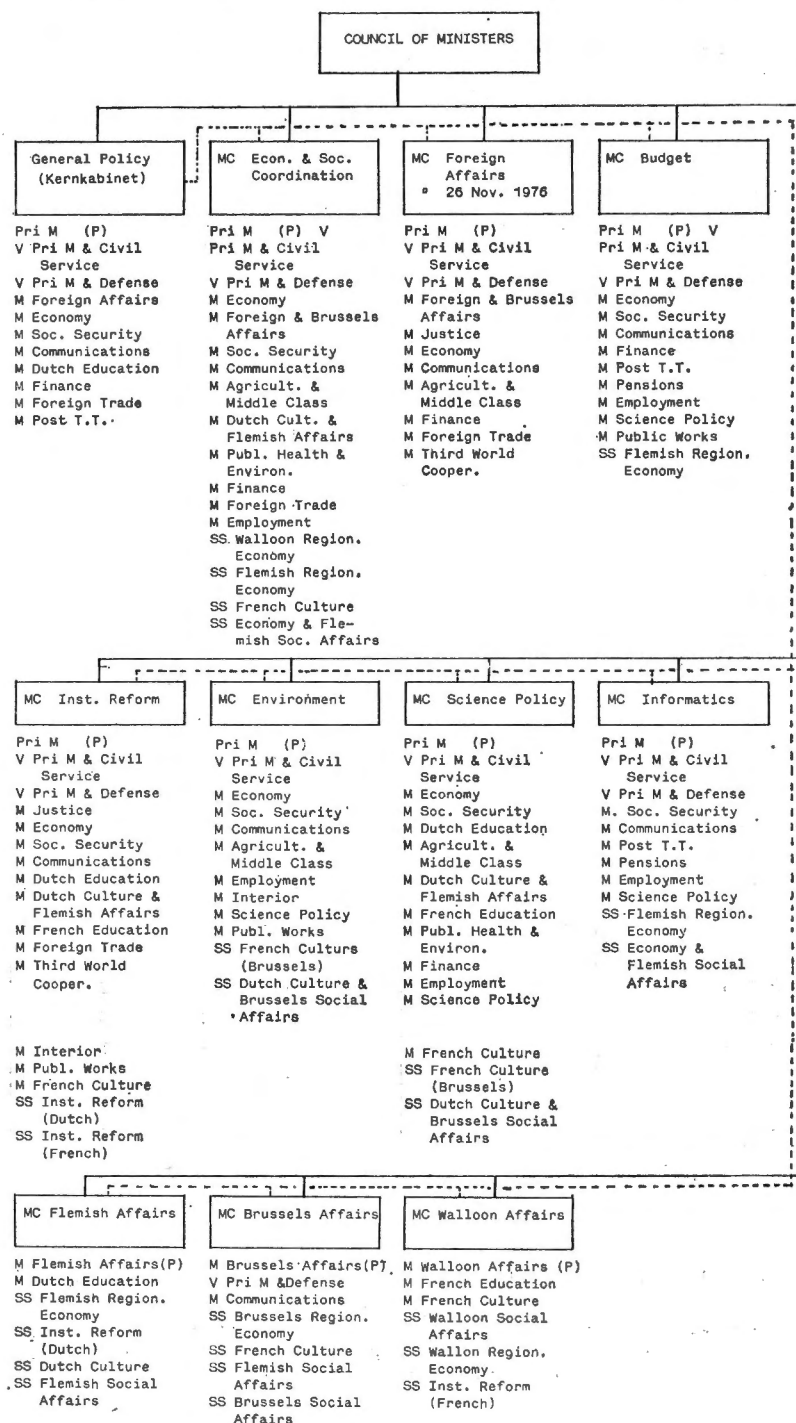 COUNCIL OF MINISTERS
General Policy
(Kernkabinet)
Pri M (P)
V Pri M & Civil
Service
V Pri M & Defense
M Foreign Affairs
M Economy
M Soc. Security
M Communications
M Dutch Education
M Finance
M Foreign Trade
M Post T.T.
MC Econ. & Soc.
Coordination
Pri M (P) V
Pri M & Civil
Service
V Pri M & Defense
M Economy
M Foreign & Brussels
Affairs
M Soc. Security
M Communications
M Agricult. &
Middle Class
M Dutch Cult. &
Flemish Affairs
M Publ. Health &
Environ.
M Finance
M Foreign Trade
M Employment
SS. Walloon Region.
Economy
SS Flemish Region.
Economy
SS French Culture
SS Economy & Fle-
mish Soc. Affairs
MC Foreign
Affairs
26 Nov. 1976
Pri M (P)
V Pri M & Civil
Service
V Pri M & Defense
M Foreign & Brussels
Affairs
M Justice
M Economy
M Communications
M Agricult. &
Middle Class
M Finance
M Foreign Trade
M Third World
Cooper.
MC Budget
Pri M (P) V
Pri M & Civil
Service
V Pri M & Defense
M Economy
M Soc. Security
M Communications
M Finance
M Post T.T.
M Pensions
M Employment
M Science Policy
M Public Works
SS Flemish Region.
Economy
MC Inst. Reform
Pri M (P)
V Pri M & Civil
Service
V Pri M & Defense
M Justice
M Economy
M Soc. Security
M Communications
M Dutch Education
M Dutch Culture &
Flemish Affairs
M French Education
M Foreign Trade
M Third World
Cooper.
M Interior
M Publ. Works
M French Culture
SS Inst. Reform
(Dutch)
SS Inst. Reform
(French)
MC Environment
Pri M (P)
V Pri M & Civil
Service
M Economy
M Soc. Security
M Communications
M Agricult. &
Middle Class
M Employment
M Interior
M Science Policy
M Publ. Works
SS French Culture
(Brussels)
SS Dutch Culture &
Brussels Social
Affairs
MC Science Policy
Pri M (P)
V Pri M & Civil
Service
M Economy
M Soc. Security
M Dutch Education
M Agricult. &
Middle Class
M Dutch Culture &
Flemish Affairs
M French Education
M Publ. Health &
Environ.
M Finance
M Employment
M Science Policy
M French Culture
SS French Culture
(Brussels)
SS Dutch Culture &
Brussels Social
Affairs
MC Informatics
Pri M (P)
V Pri M & Civil
Service
V Pri M & Defense
M. Soc. Security
M Communications
M Post T.T.
M Pensions
M Employment
M Science Policy
SS Flemish Region.
Economy
SS Economy &
Flemish Social
Affairs
MC Flemish Affairs
M Flemish Affairs(P)
M Dutch Education
SS Flemish Region.
Economy
SS Inst. Reform
(Dutch)
SS Dutch Culture
SS Flemish Social
Affairs
MC Brussels Affairs
M Brussels Affairs(P)
V Pri M &Defense
M Communications
SS Brussels Region.
Economy
SS French Culture
SS Flemish Social
Affairs
SS Brussels Social
Affairs
MC Walloon Affairs
M Walloon Affairs (P)
M French Education
M French Culture
SS Walloon Social
Affairs
SS Wallon Region.
Economy
SS Inst. Reform
(French)